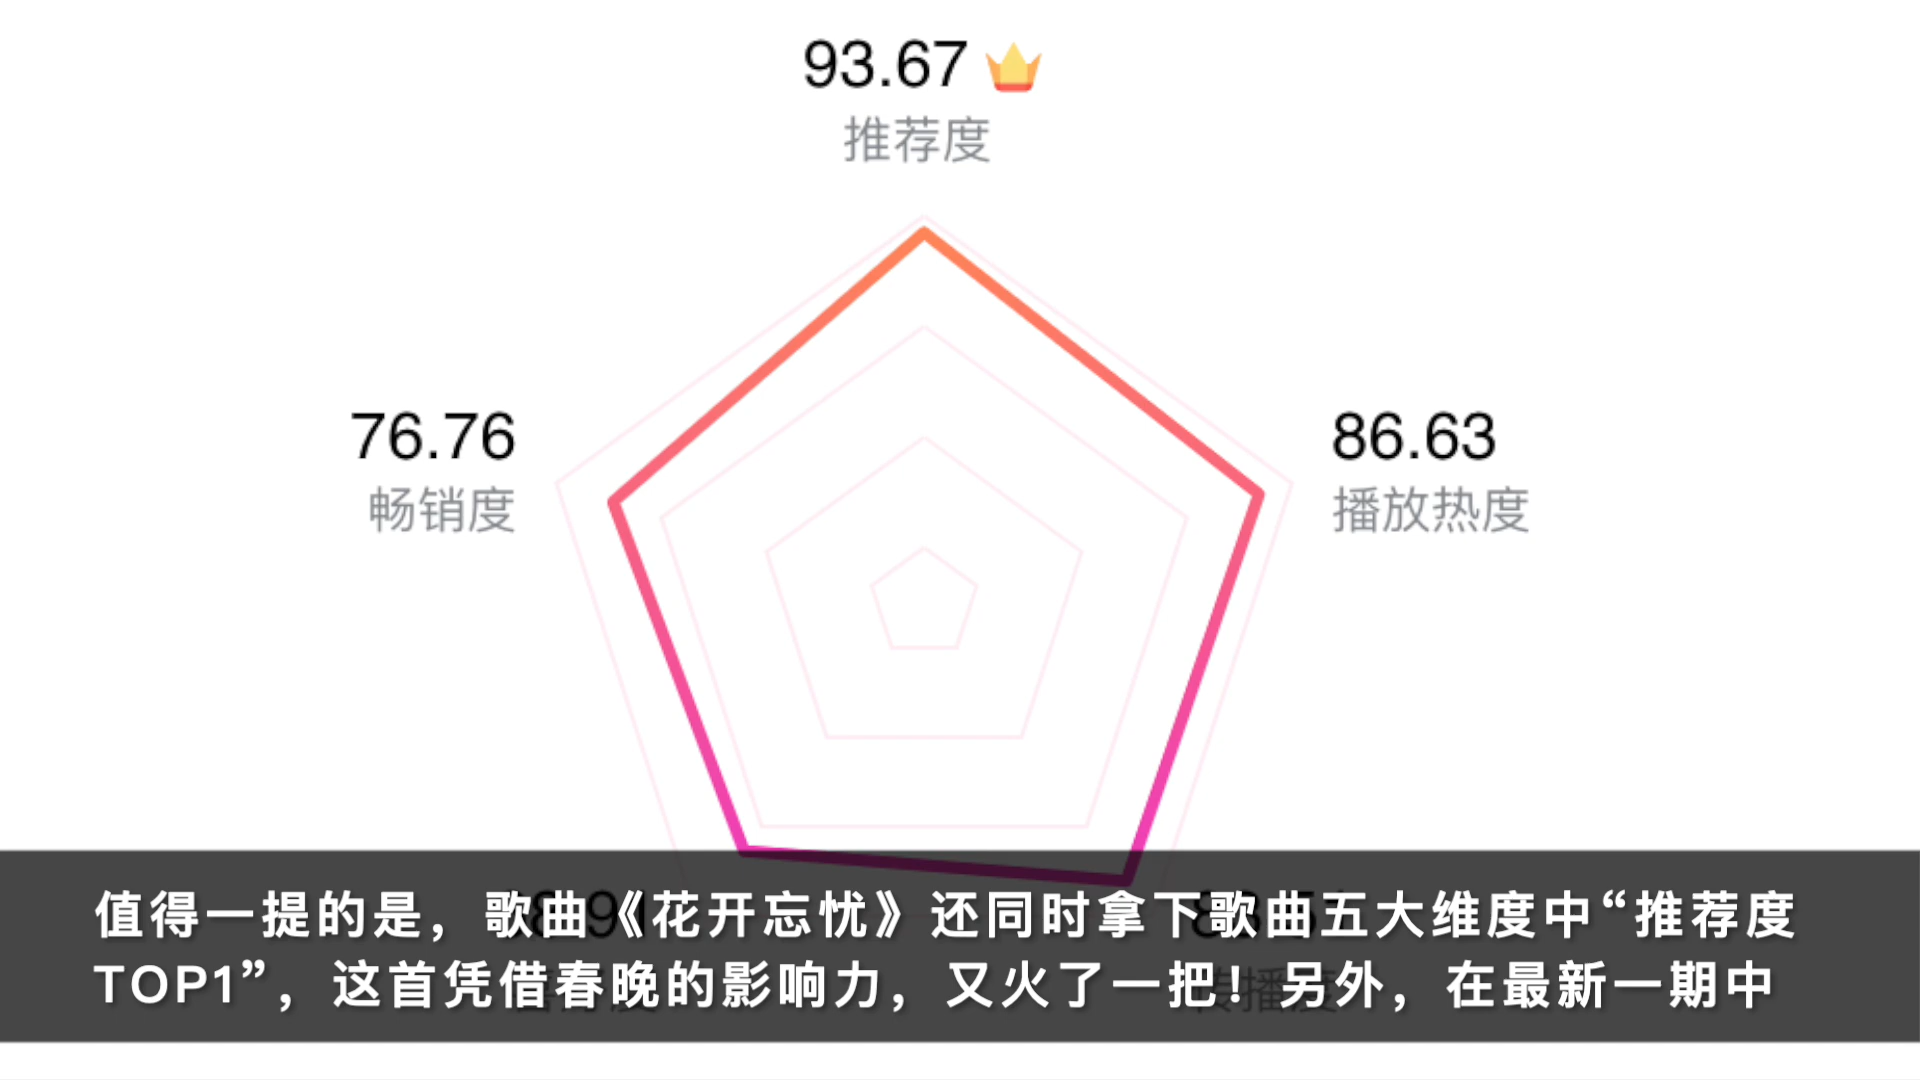 93.67
推荐度
76.76
畅销度
86.63
播放热度
值得一提的是，歌曲《花开忘忧》还同时拿下歌曲五大维度中“推荐度
TOP1”，这首凭借春晚的影响力，又火了一把！另外，在最新一期中
传播度